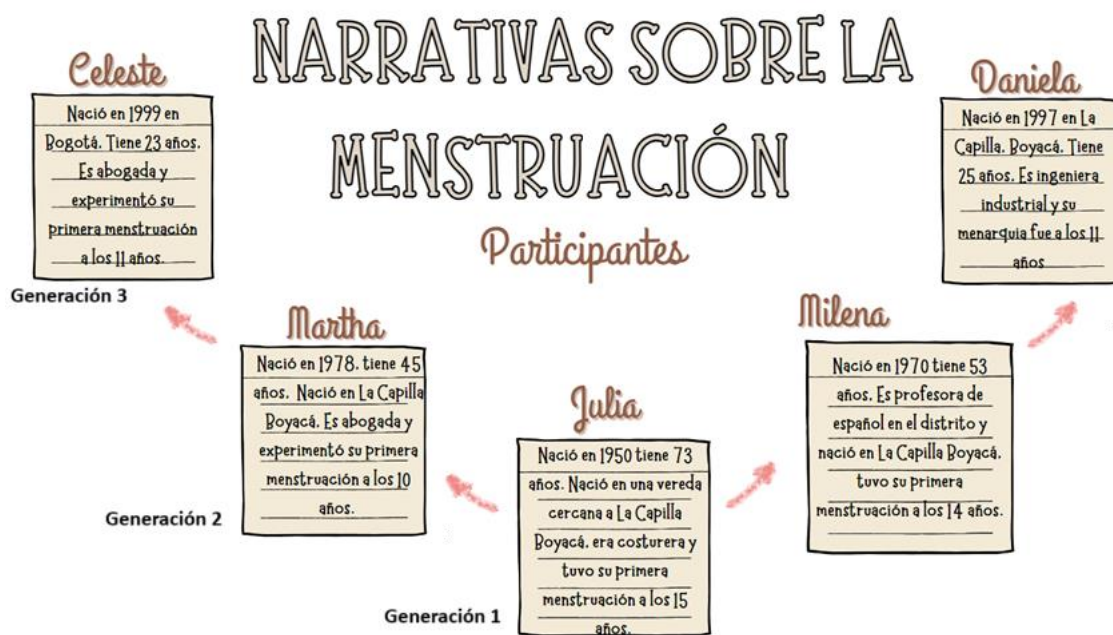 NARRATIVAS SOBRE LA
MENSTRUACIÓN
Participantes
Celeste
Nació en 1999 en
Bogotá. Tiene 23 años.
Es abogada y
experimentó su
primera menstruación
a los 11 años.
Daniela
Nació en 1997 en La
Capilla, Boyacá. Tiene
25 años. Es ingeniera
industrial y su
menarquia fue a los 11
años
Generación 3
Martha
Nació en 1978, tiene 45
años. Nació en La Capilla
Boyacá. Es abogada y
experimentó su primera
menstruación a los 10
años.
Milena
Nació en 1970 tiene 53
años. Es profesora de
español en el distrito y
nació en La Capilla Boyacá,
tuvo su primera
menstruación a los 14 años.
Generación 2
Julia
Nació en 1950 tiene 73
años. Nació en una vereda
cercana a La Capilla
Boyacá, era costurera y
tuvo su primera
menstruación a los 15
años.
Generación 1